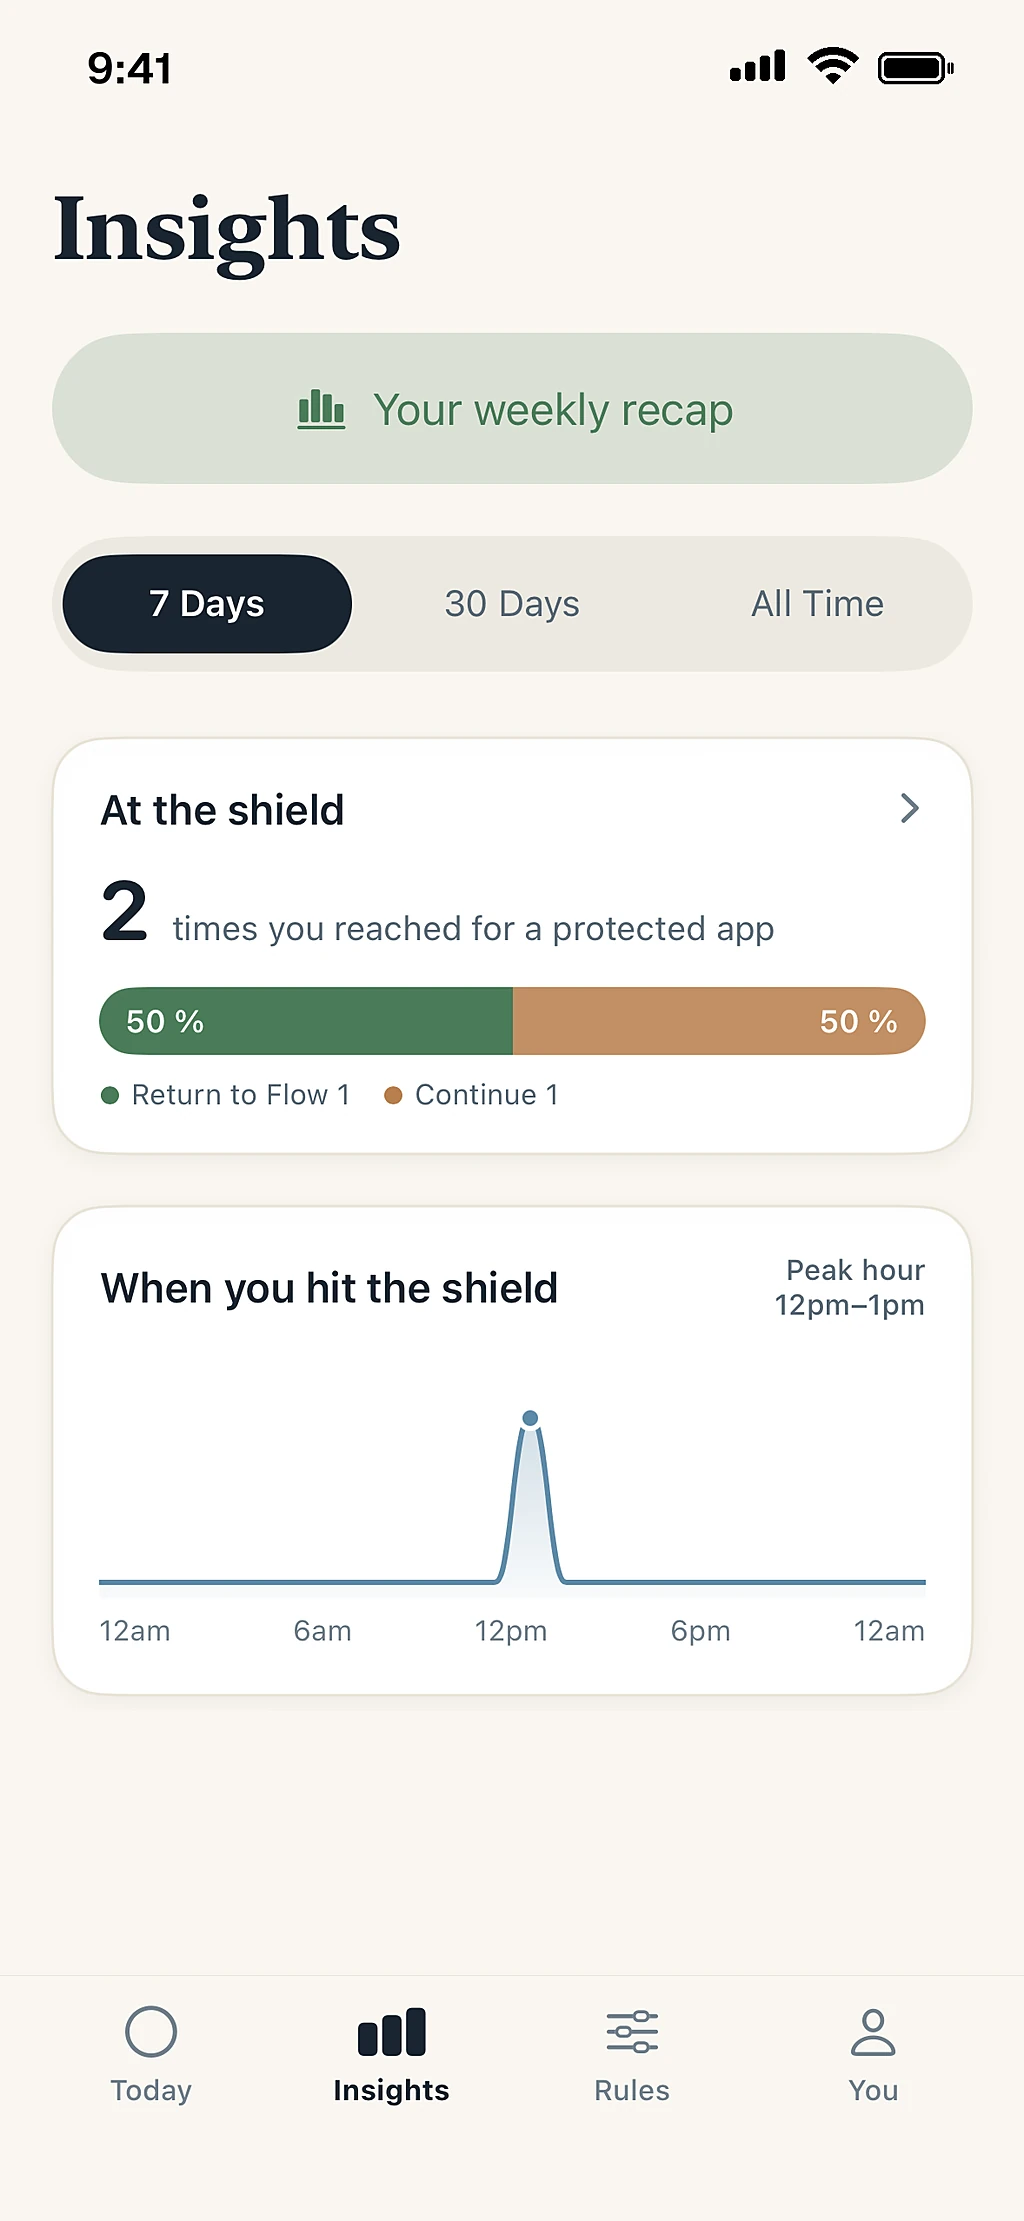 9:41
Insights
Your weekly recap
7 Days
30 Days
All Time
At the shield
2 times you reached for a protected app
50 %
50 %
Return to Flow 1
Continue 1
When you hit the shield
Peak hour
12pm–1pm
12am
6am
12pm
6pm
12am
Today
Insights
Rules
You